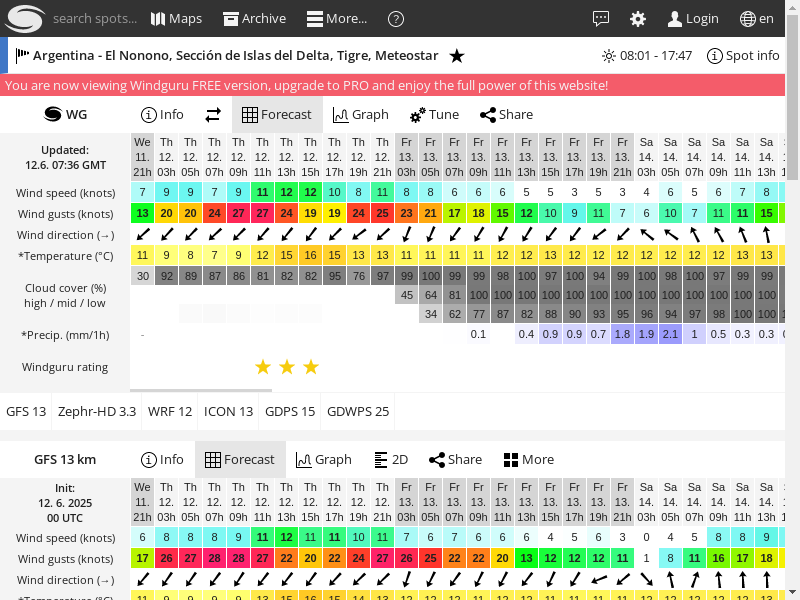 search spots...
Maps
Archive
More...
?
Login
en
Argentina - El Nonono, Sección de Islas del Delta, Tigre, Meteostar ★
08:01 - 17:47
Spot info
You are now viewing Windguru FREE version, upgrade to PRO and enjoy the full power of this website!
WG
Info
Forecast
Graph
Tune
Share
Updated:
12.6. 07:36 GMT
We Th Th Th Th Th Th Th Th Th Th Fr Fr Fr Fr Fr Fr Fr Fr Fr Fr Sa Sa Sa Sa Sa Sa
11. 12. 12. 12. 12. 12. 12. 12. 12. 12. 12. 13. 13. 13. 13. 13. 13. 13. 13. 13. 13. 14. 14. 14. 14. 14. 14.
21h 03h 05h 07h 09h 11h 13h 15h 17h 19h 21h 03h 05h 07h 09h 11h 13h 15h 17h 19h 21h 03h 05h 07h 09h 11h 13h
Wind speed (knots) 7 9 9 7 9 11 12 12 10 8 11 8 8 6 6 6 5 5 3 5 3 4 6 5 6 7 8
Wind gusts (knots) 13 20 20 24 27 27 24 19 19 24 25 23 21 17 18 15 12 10 9 11 7 6 10 7 11 11 15
Wind direction (→)
*Temperature (°C) 11 9 8 7 9 12 15 16 15 13 13 11 11 11 11 12 12 13 12 12 12 12 12 12 12 13 13
Cloud cover (%)
high / mid / low
30 92 89 87 86 81 82 82 95 76 97 99 100 99 99 98 100 97 100 94 99 100 98 100 97 99 99
45 64 81 100 100 100 100 100 100 100 100 100 100 100 100 100
34 62 77 87 82 88 90 93 95 96 94 97 98 100 100
*Precip. (mm/1h) - 0.1 0.4 0.9 0.9 0.7 1.8 1.9 2.1 1 0.5 0.3 0.3
Windguru rating ★ ★ ★
GFS 13
Zephr-HD 3.3
WRF 12
ICON 13
GDPS 15
GDWPS 25
GFS 13 km
Info
Forecast
Graph
2D
Share
More
Init:
12. 6. 2025
00 UTC
We Th Th Th Th Th Th Th Th Th Th Fr Fr Fr Fr Fr Fr Fr Fr Fr Fr Sa Sa Sa Sa Sa Sa
11. 12. 12. 12. 12. 12. 12. 12. 12. 12. 12. 13. 13. 13. 13. 13. 13. 13. 13. 13. 13. 14. 14. 14. 14. 14. 14.
21h 03h 05h 07h 09h 11h 13h 15h 17h 19h 21h 03h 05h 07h 09h 11h 13h 15h 17h 19h 21h 03h 05h 07h 09h 11h 13h
Wind speed (knots) 6 8 8 8 9 11 12 11 11 10 11 7 6 7 6 6 6 4 5 6 3 0 4 5 8 8 9
Wind gusts (knots) 17 26 27 28 28 27 22 20 22 24 27 26 25 22 22 20 13 12 12 12 11 1 8 11 16 17 18
Wind direction (→)